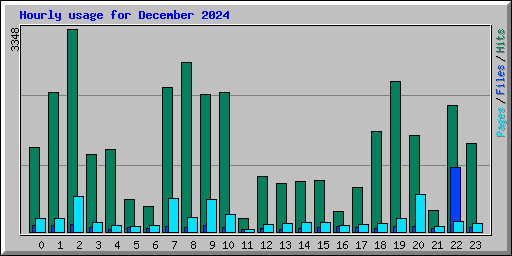 Hourly usage for December 2024
3348
Pages/Files/Hits
0 1 2 3 4 5 6 7 8 9 10 11 12 13 14 15 16 17 18 19 20 21 22 23